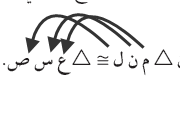 △ م ن ل ≅ △ ع س ص.